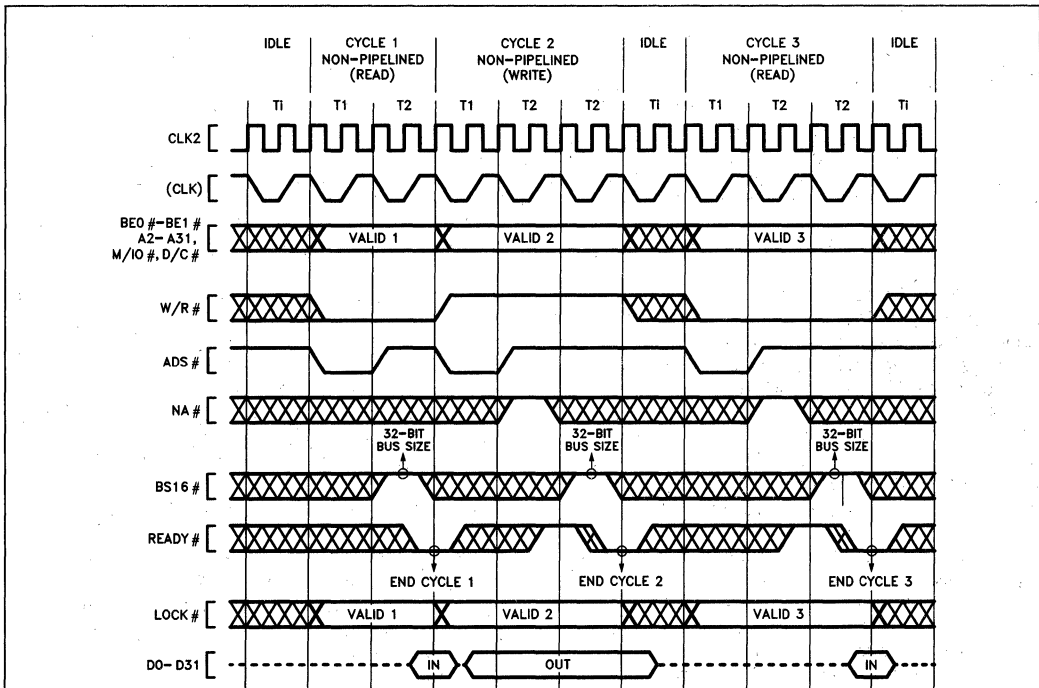 IDLE CYCLE 1 CYCLE 2 IDLE CYCLE 3 IDLE
NON-PIPELINED NON-PIPELINED NON-PIPELINED
(READ) (WRITE) (READ)
Ti T1 T2 T1 T2 T2 Ti T1 T2 T2 Ti
CLK2
(CLK)
BE0 #-BE1 #
A2-A31,
M/IO #, D/C #
VALID 1 VALID 2 VALID 3
W/R #
ADS #
NA #
32-BIT 32-BIT 32-BIT
BUS SIZE BUS SIZE BUS SIZE
BS16 #
READY #
END CYCLE 1 END CYCLE 2 END CYCLE 3
LOCK # VALID 1 VALID 2 VALID 3
D0-D31 IN OUT IN